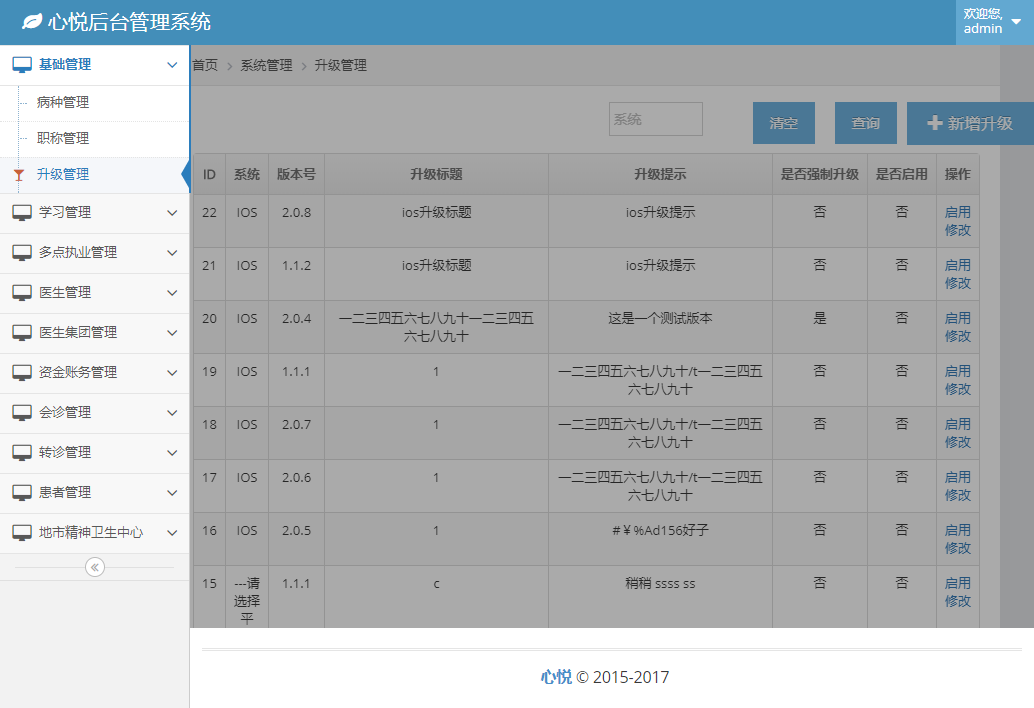 心悦后台管理系统
欢迎您,
admin
基础管理
病种管理
职称管理
升级管理
学习管理
多点执业管理
医生管理
医生集团管理
资金账务管理
会诊管理
转诊管理
患者管理
地市精神卫生中心
首页 > 系统管理 > 升级管理
系统 清空 查询 新增升级
ID 系统 版本号 升级标题 升级提示 是否强制升级 是否启用 操作
22 IOS 2.0.8 ios升级标题 ios升级提示 否 否 启用
修改
21 IOS 1.1.2 ios升级标题 ios升级提示 否 否 启用
修改
20 IOS 2.0.4 一二三四五六七八九十一二三四五 这是一个测试版本 是 否 启用
六七八九十 修改
19 IOS 1.1.1 1 一二三四五六七八九十/t一二三四五 否 否 启用
六七八九十 修改
18 IOS 2.0.7 1 一二三四五六七八九十/t一二三四五 否 否 启用
六七八九十 修改
17 IOS 2.0.6 1 一二三四五六七八九十/t一二三四五 否 否 启用
六七八九十 修改
16 IOS 2.0.5 1 #￥%Ad156好子 否 否 启用
修改
15 ---请 1.1.1 c 稍稍 ssss ss 否 否 启用
选择 修改
平
心悦 © 2015-2017